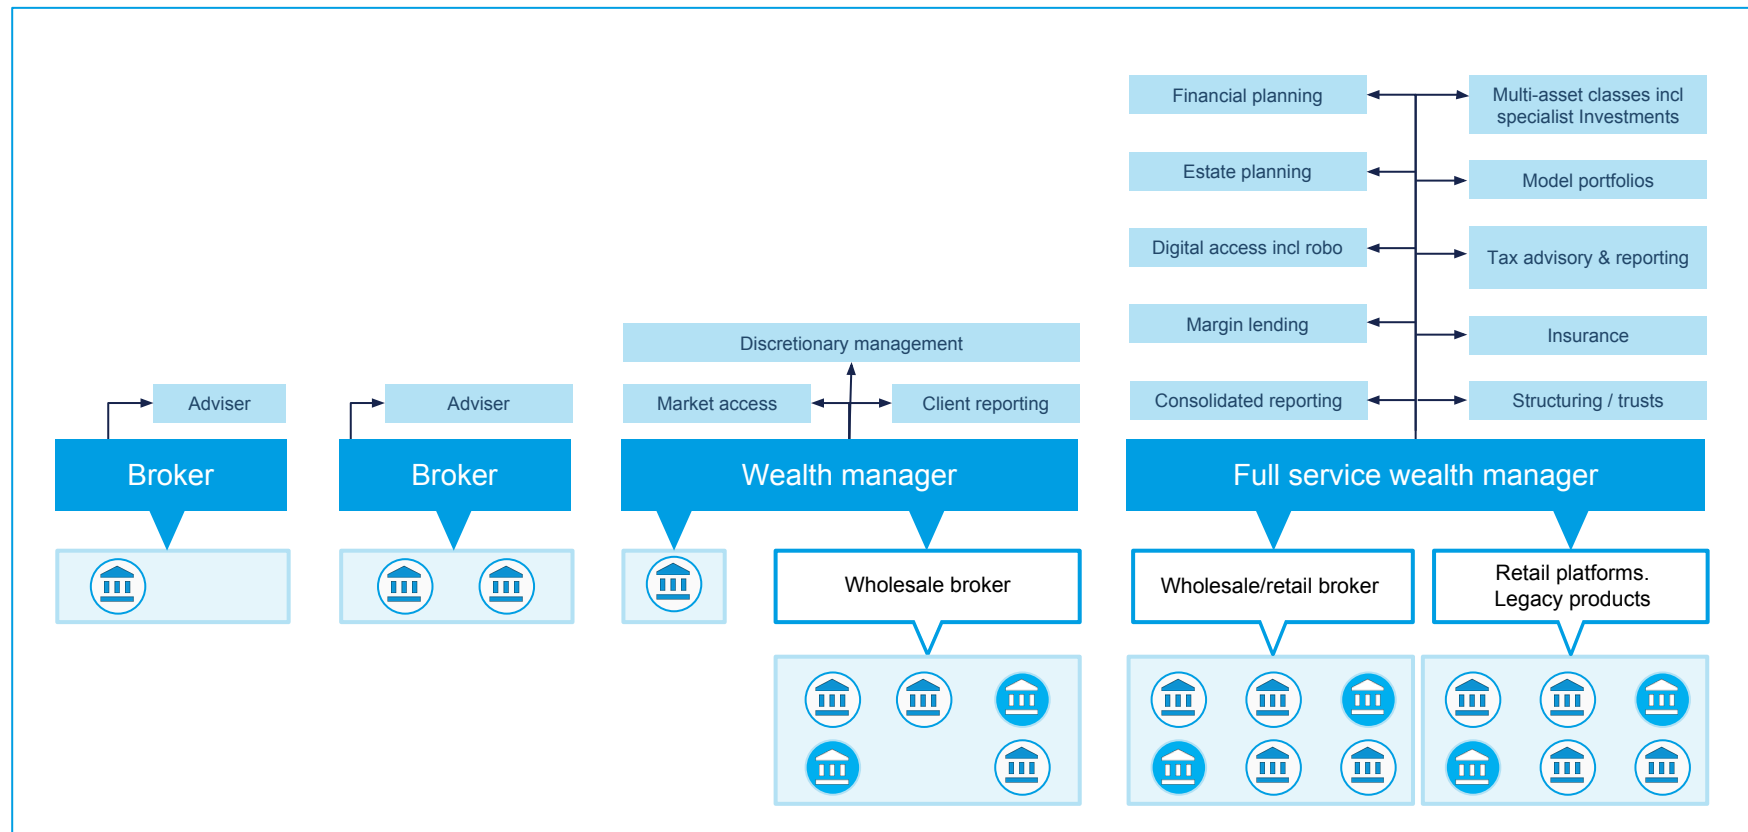 Financial planning
Multi-asset classes incl
specialist Investments
Estate planning
Model portfolios
Digital access incl robo
Tax advisory & reporting
Margin lending
Insurance
Discretionary management
Adviser
Adviser
Market access
Client reporting
Consolidated reporting
Structuring / trusts
Broker
Broker
Wealth manager
Full service wealth manager
Wholesale broker
Wholesale/retail broker
Retail platforms.
Legacy products